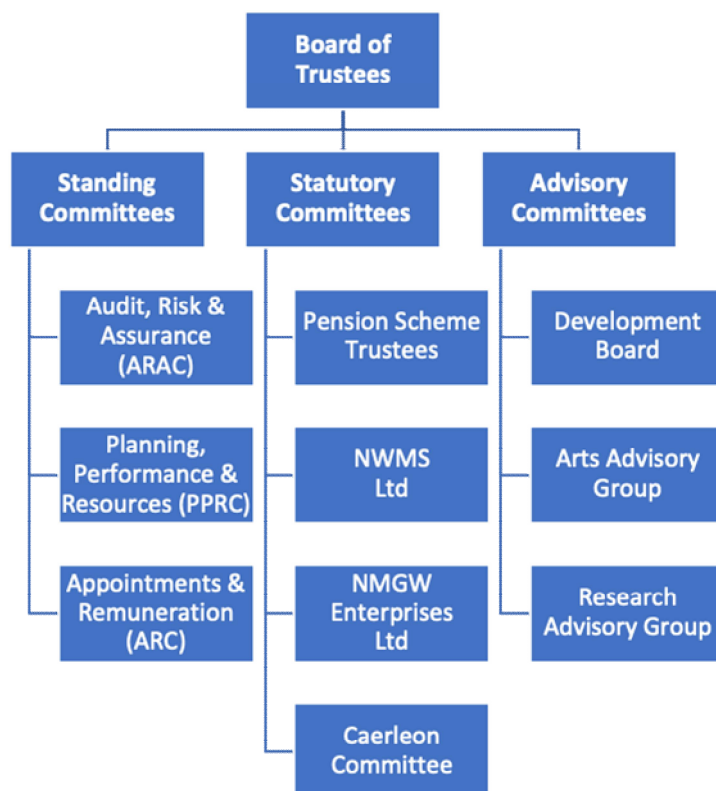 Board of
Trustees
Standing
Committees
Statutory
Committees
Advisory
Committees
Audit, Risk &
Assurance
(ARAC)
Pension Scheme
Trustees
Development
Board
Planning,
Performance &
Resources (PPRC)
NWMS
Ltd
Arts Advisory
Group
Appointments &
Remuneration
(ARC)
NMGW
Enterprises
Ltd
Research
Advisory Group
Caerleon
Committee